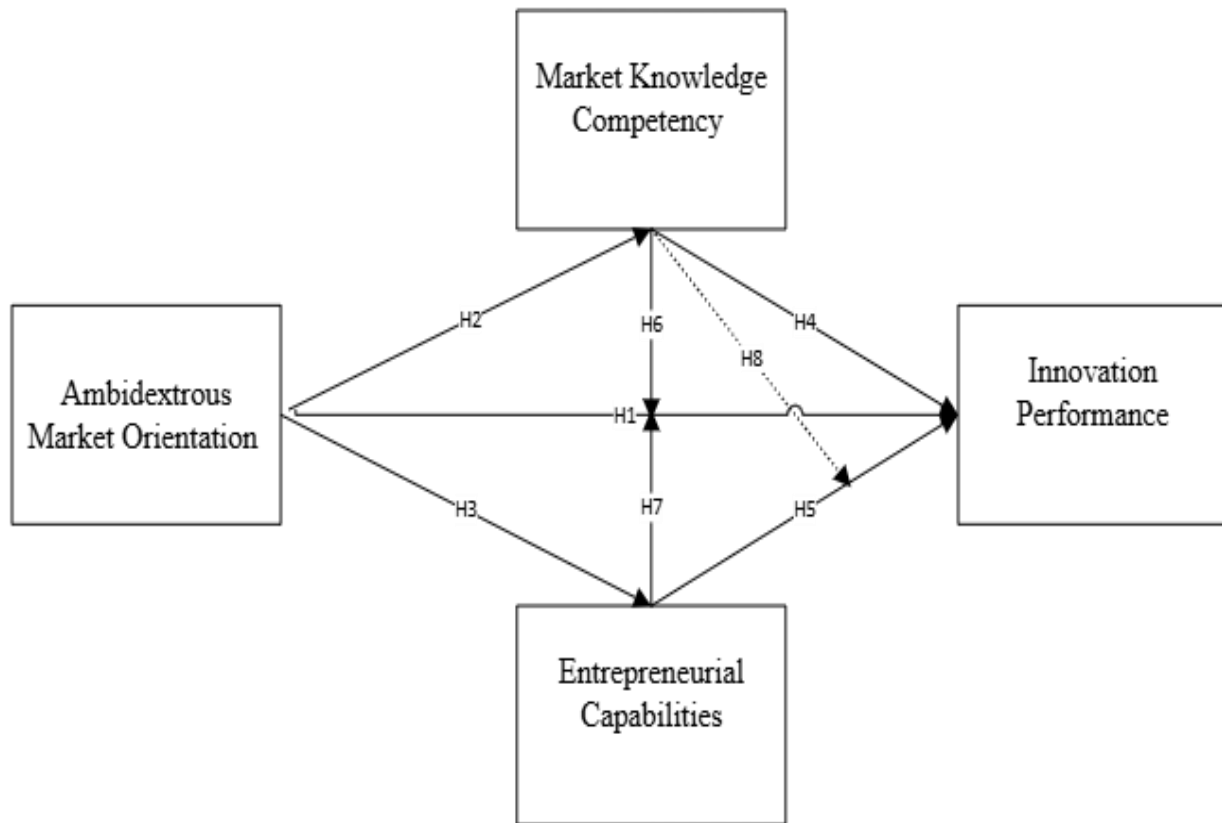 Market Knowledge
Competency
H2
H6
H4
H8
Ambidextrous
Market Orientation
Innovation
Performance
H1
H3
H7
H5
Entrepreneurial
Capabilities